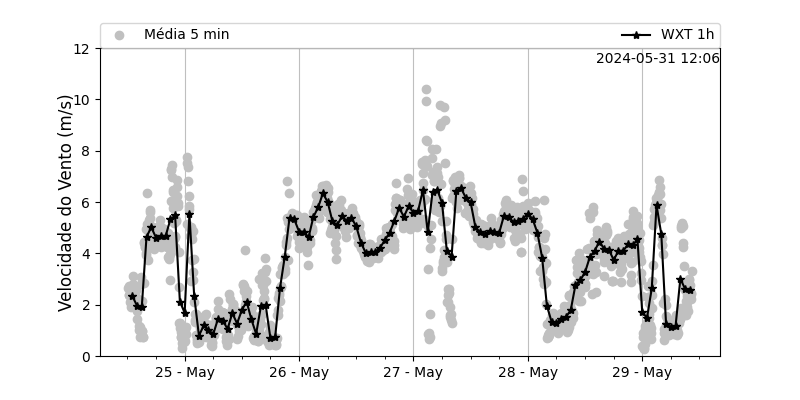 Média 5 min
WXT 1h
2024-05-31 12:06
Velocidade do Vento (m/s)
12
10
8
6
4
2
0
25 - May
26 - May
27 - May
28 - May
29 - May